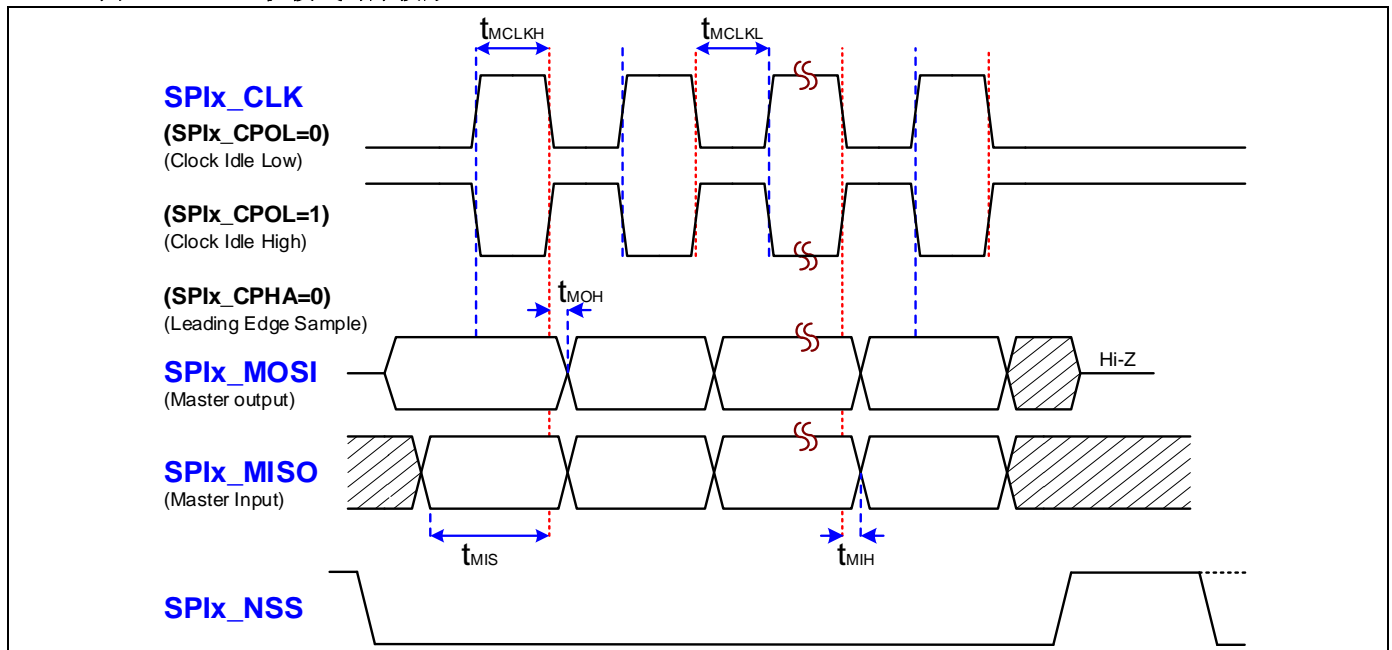 tMCLKH
tMCLKL
SPIx_CLK
(SPIx_CPOL=0)
(Clock Idle Low)
(SPIx_CPOL=1)
(Clock Idle High)
(SPIx_CPHA=0)
(Leading Edge Sample)
tMOH
SPIx_MOSI
(Master output)
Hi-Z
SPIx_MISO
(Master Input)
tMIS
tMIH
SPIx_NSS